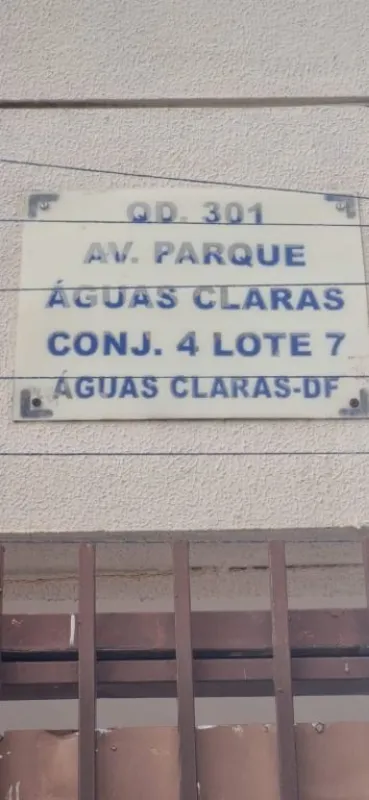 QD. 301
AV. PARQUE
ÁGUAS CLARAS
CONJ. 4 LOTE 7
ÁGUAS CLARAS-DF